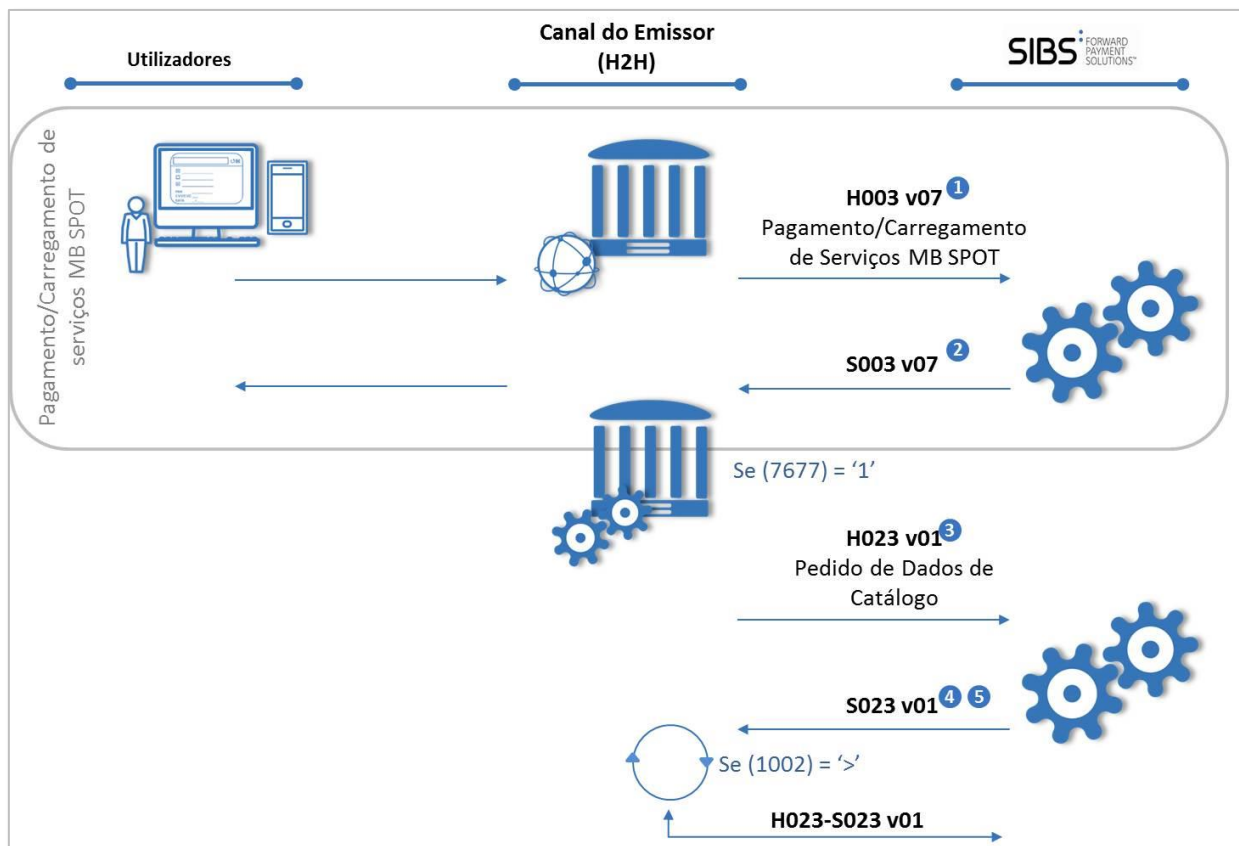 Utilizadores
Canal do Emissor
(H2H)
SIBS FORWARD
PAYMENT
SOLUTIONS™
Pagamento/Carregamento de
serviços MB SPOT
H003 v07 1
Pagamento/Carregamento
de Serviços MB SPOT
S003 v07 2
Se (7677) = ‘1’
H023 v01 3
Pedido de Dados de
Catálogo
S023 v01 4 5
Se (1002) = ‘>’
H023-S023 v01